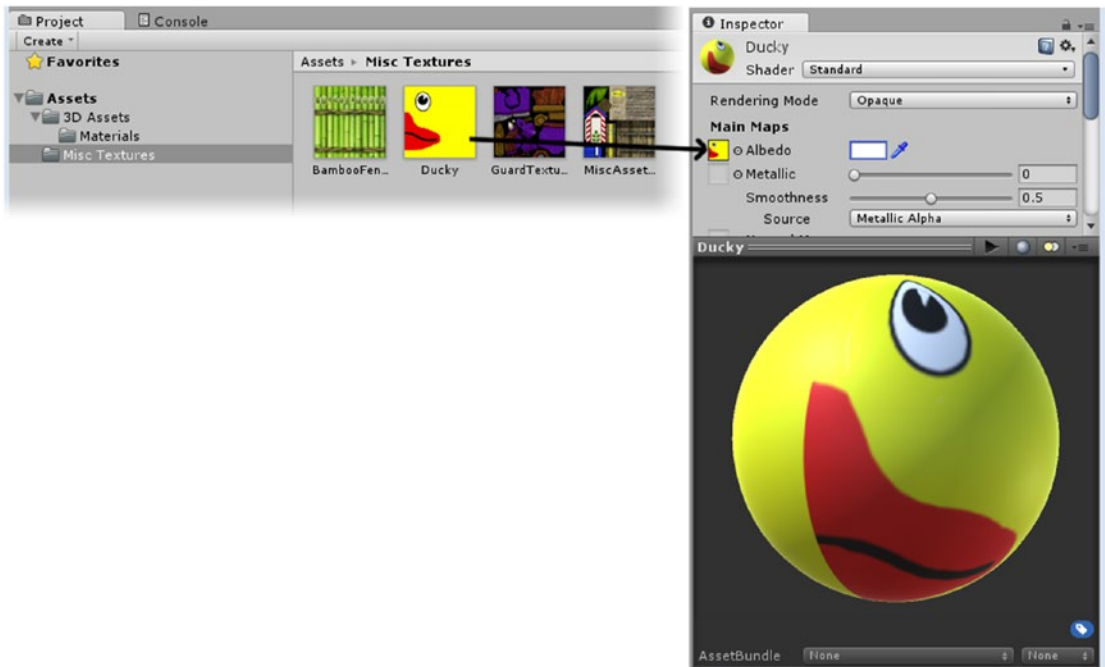 Project
Console
Create
Favorites
Assets
3D Assets
Materials
Misc Textures
Assets ▸ Misc Textures
BambooFen...
Ducky
GuardTextu...
MiscAsset...
Inspector
Ducky
Shader Standard
Rendering Mode Opaque
Main Maps
Albedo
Metallic 0
Smoothness 0.5
Source Metallic Alpha
Ducky
AssetBundle None None